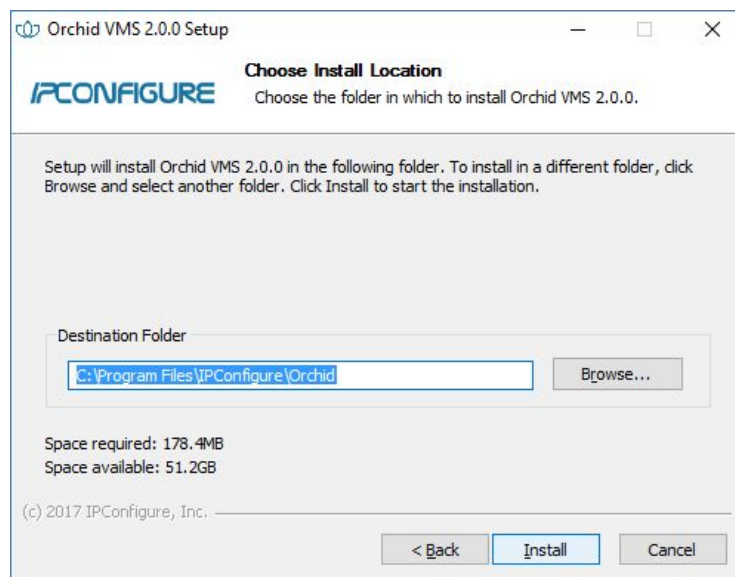 Orchid VMS 2.0.0 Setup
IPCONFIGURE
Choose Install Location
Choose the folder in which to install Orchid VMS 2.0.0.
Setup will install Orchid VMS 2.0.0 in the following folder. To install in a different folder, click
Browse and select another folder. Click Install to start the installation.
Destination Folder
C:\Program Files\IPConfigure\Orchid
Browse...
Space required: 178.4MB
Space available: 51.2GB
(c) 2017 IPConfigure, Inc.
< Back
Install
Cancel